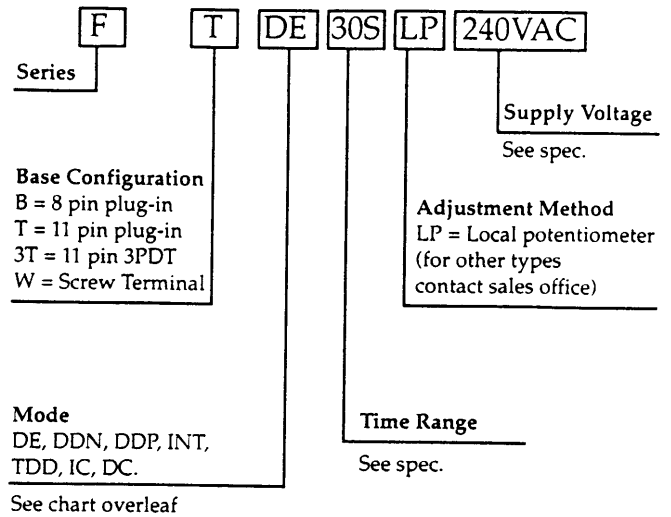 F T DE 30S LP 240VAC
Series
Supply Voltage
See spec.
Base Configuration
B = 8 pin plug-in
T = 11 pin plug-in
3T = 11 pin 3PDT
W = Screw Terminal
Adjustment Method
LP = Local potentiometer
(for other types
contact sales office)
Mode
DE, DDN, DDP, INT,
TDD, IC, DC.
See chart overleaf
Time Range
See spec.